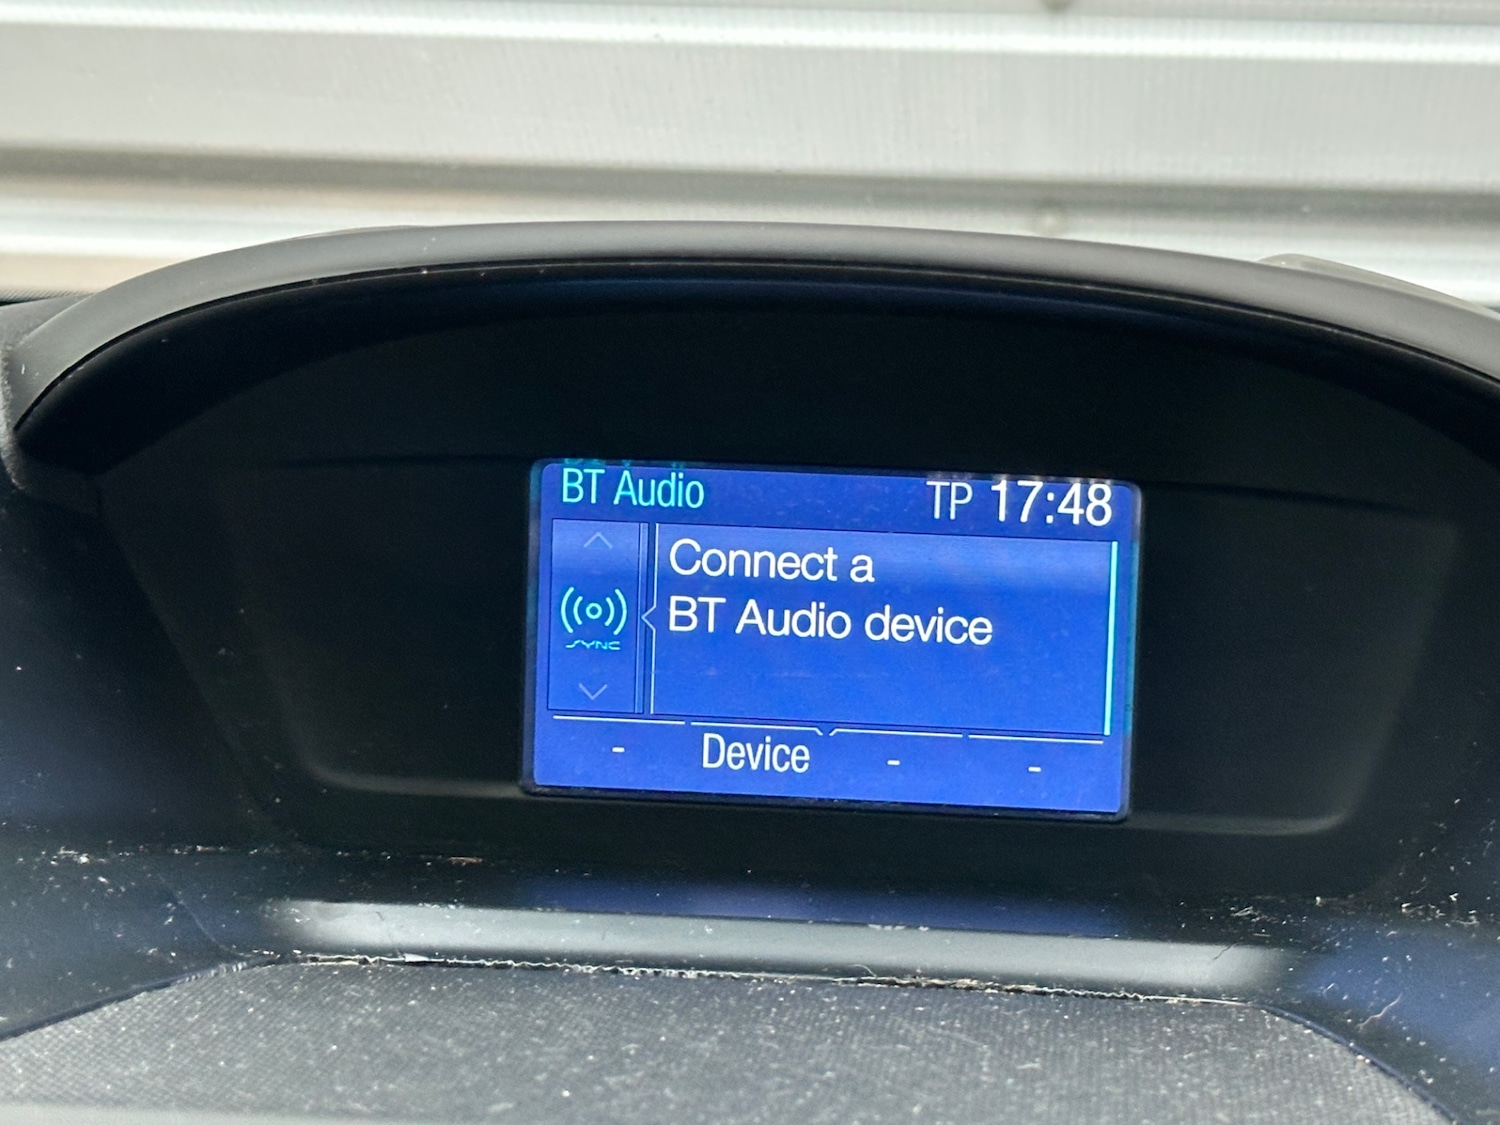 BT Audio
TP 17:48
Connect a
BT Audio device
SYNC
- Device - -